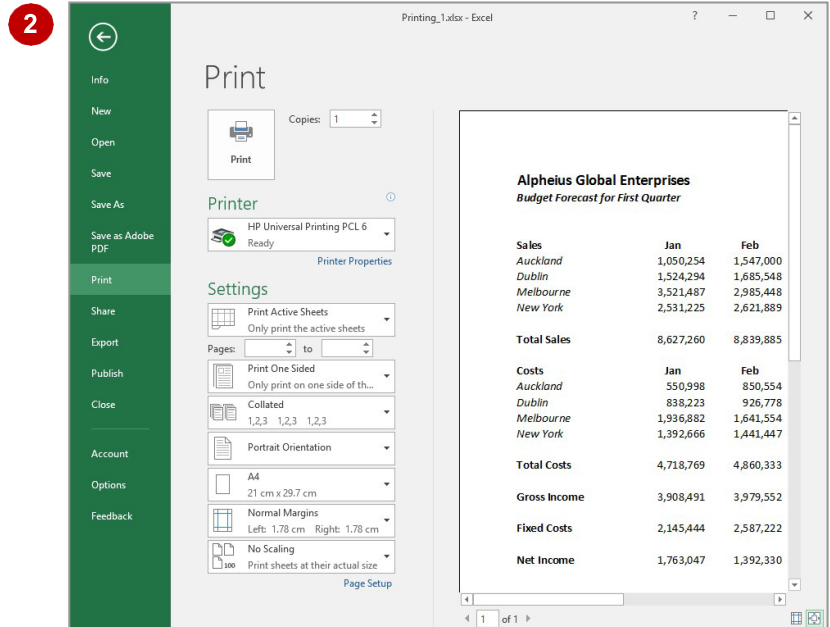 2
Printing_1.xlsx - Excel
?
Info
New
Open
Save
Save As
Save as Adobe
PDF
Print
Share
Export
Publish
Close
Account
Options
Feedback
Print
Copies: 1
Print
Printer
HP Universal Printing PCL 6
Ready
Printer Properties
Settings
Print Active Sheets
Only print the active sheets
Pages: to
Print One Sided
Only print on one side of th...
Collated
1,2,3 1,2,3 1,2,3
Portrait Orientation
A4
21 cm x 29.7 cm
Normal Margins
Left: 1.78 cm Right: 1.78 cm
No Scaling
100 Print sheets at their actual size
Page Setup
Alpheius Global Enterprises
Budget Forecast for First Quarter
Sales Jan Feb
Auckland 1,050,254 1,547,000
Dublin 1,524,294 1,685,548
Melbourne 3,521,487 2,985,448
New York 2,531,225 2,621,889
Total Sales 8,627,260 8,839,885
Costs Jan Feb
Auckland 550,998 850,554
Dublin 838,223 926,778
Melbourne 1,936,882 1,641,554
New York 1,392,666 1,441,447
Total Costs 4,718,769 4,860,333
Gross Income 3,908,491 3,979,552
Fixed Costs 2,145,444 2,587,222
Net Income 1,763,047 1,392,330
1 of 1